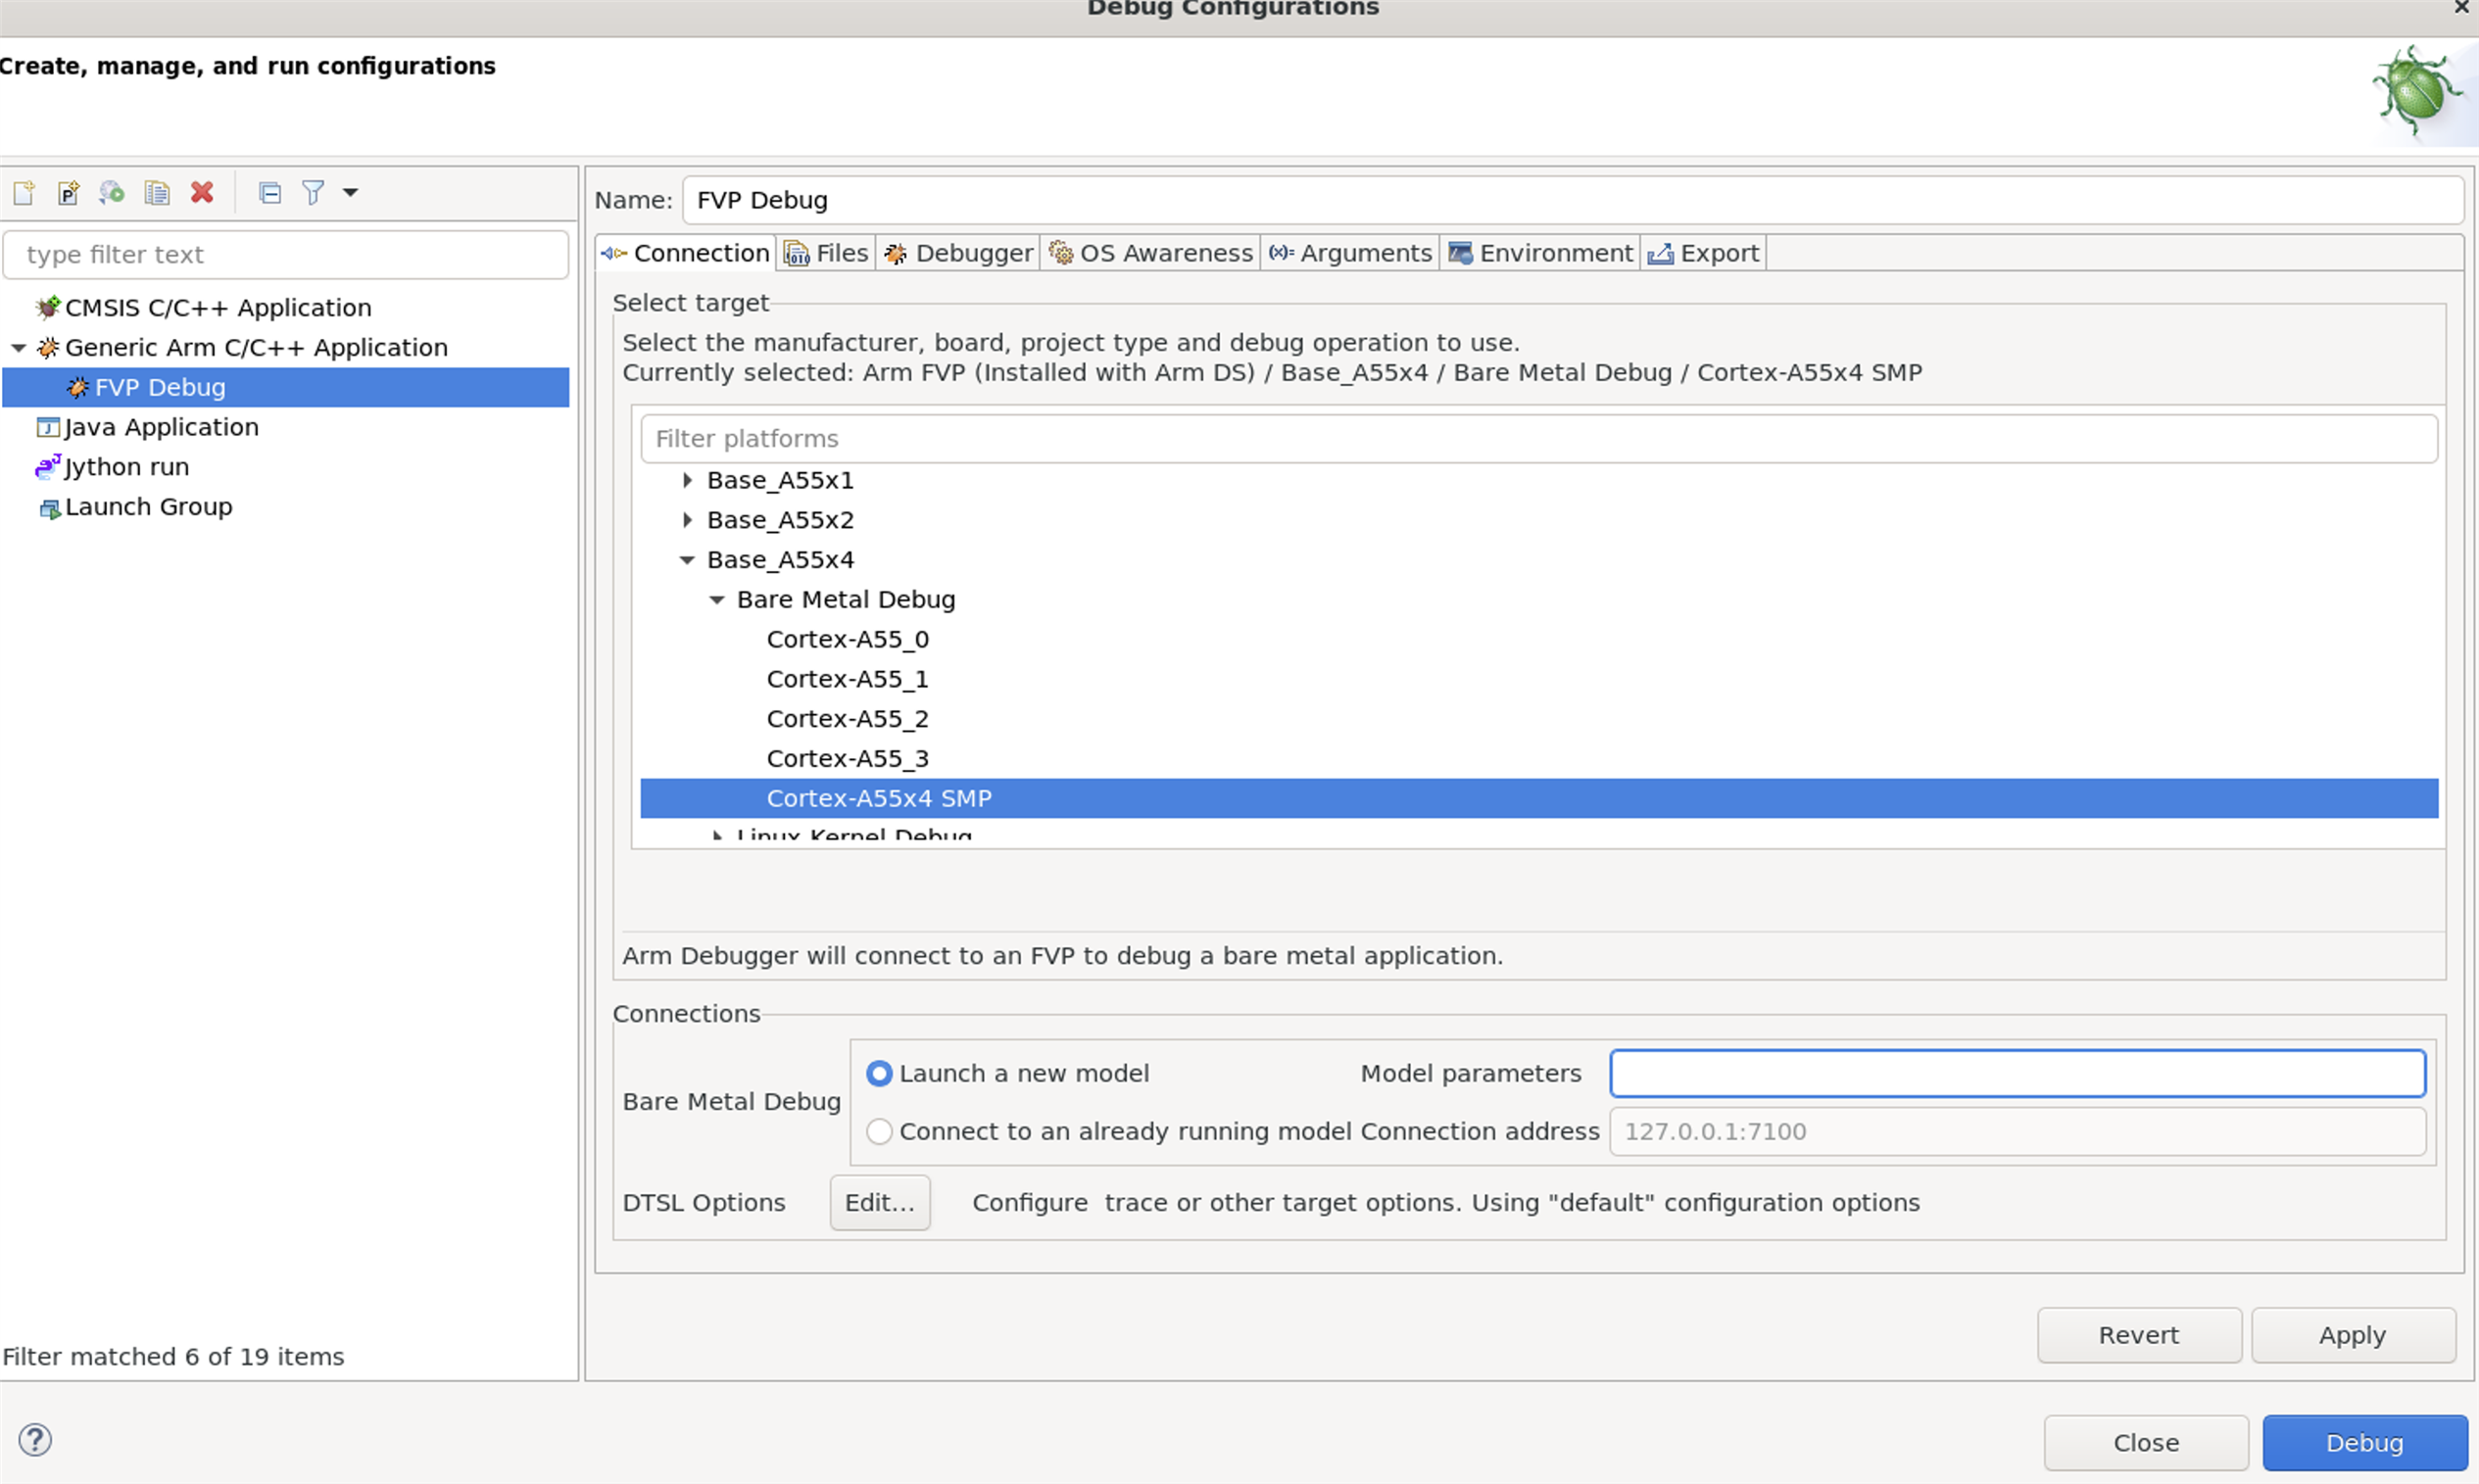 Debug Configurations
Create, manage, and run configurations
type filter text
CMSIS C/C++ Application
Generic Arm C/C++ Application
FVP Debug
Java Application
Jython run
Launch Group
Filter matched 6 of 19 items
Name: FVP Debug
Connection Files Debugger OS Awareness Arguments Environment Export
Select target
Select the manufacturer, board, project type and debug operation to use.
Currently selected: Arm FVP (Installed with Arm DS) / Base_A55x4 / Bare Metal Debug / Cortex-A55x4 SMP
Filter platforms
Base_A55x1
Base_A55x2
Base_A55x4
Bare Metal Debug
Cortex-A55_0
Cortex-A55_1
Cortex-A55_2
Cortex-A55_3
Cortex-A55x4 SMP
Linux Kernel Debug
Arm Debugger will connect to an FVP to debug a bare metal application.
Connections
Bare Metal Debug
Launch a new model Model parameters
Connect to an already running model Connection address 127.0.0.1:7100
DTSL Options Edit... Configure trace or other target options. Using "default" configuration options
Revert Apply
Close Debug